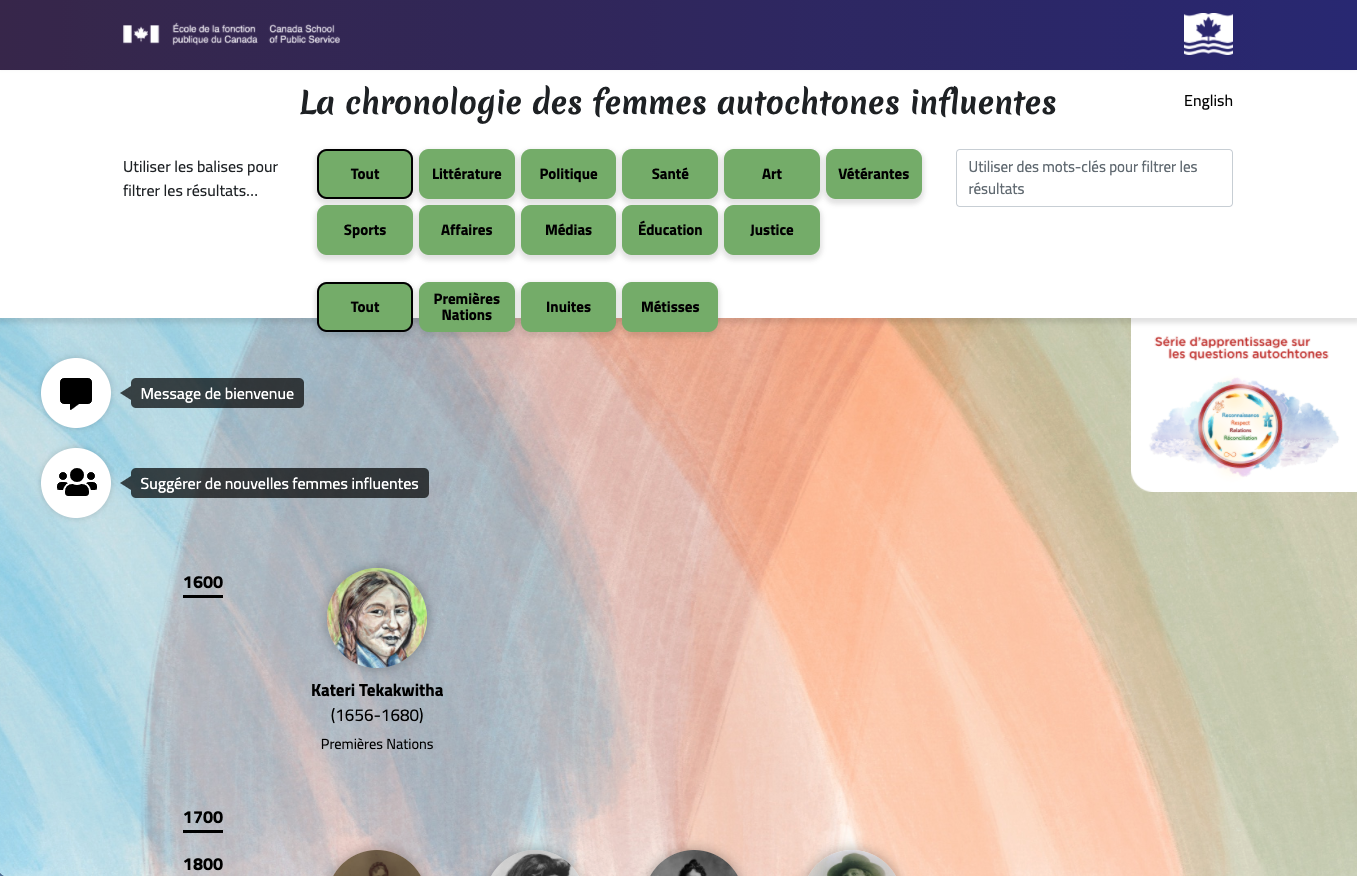 École de la fonction
publique du Canada
Canada School
of Public Service
La chronologie des femmes autochtones influentes
English
Utiliser les balises pour
filtrer les résultats...
Tout
Littérature
Politique
Santé
Art
Vétérantes
Utiliser des mots-clés pour filtrer les
résultats
Sports
Affaires
Médias
Éducation
Justice
Tout
Premières
Nations
Inuites
Métisses
Série d'apprentissage sur
les questions autochtones
Reconnaissance
Respect
Relations
Réconciliation
Message de bienvenue
Suggérer de nouvelles femmes influentes
1600
Kateri Tekakwitha
(1656-1680)
Premières Nations
1700
1800